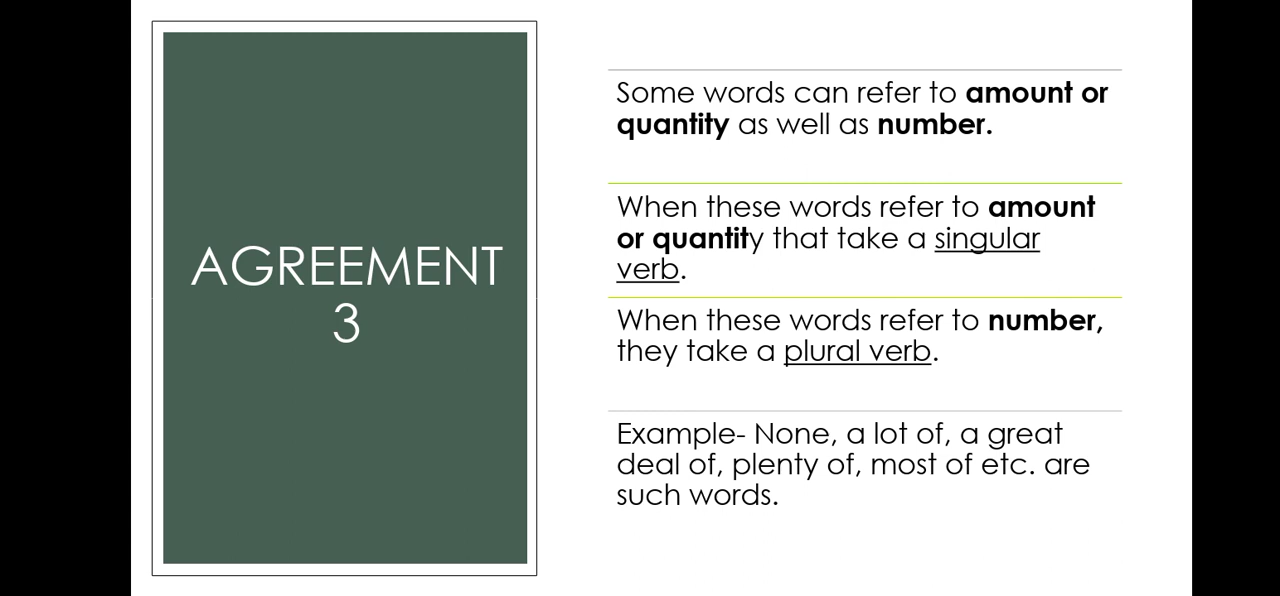 AGREEMENT
3
Some words can refer to amount or
quantity as well as number.
When these words refer to amount
or quantity that take a singular
verb.
When these words refer to number,
they take a plural verb.
Example- None, a lot of, a great
deal of, plenty of, most of etc. are
such words.